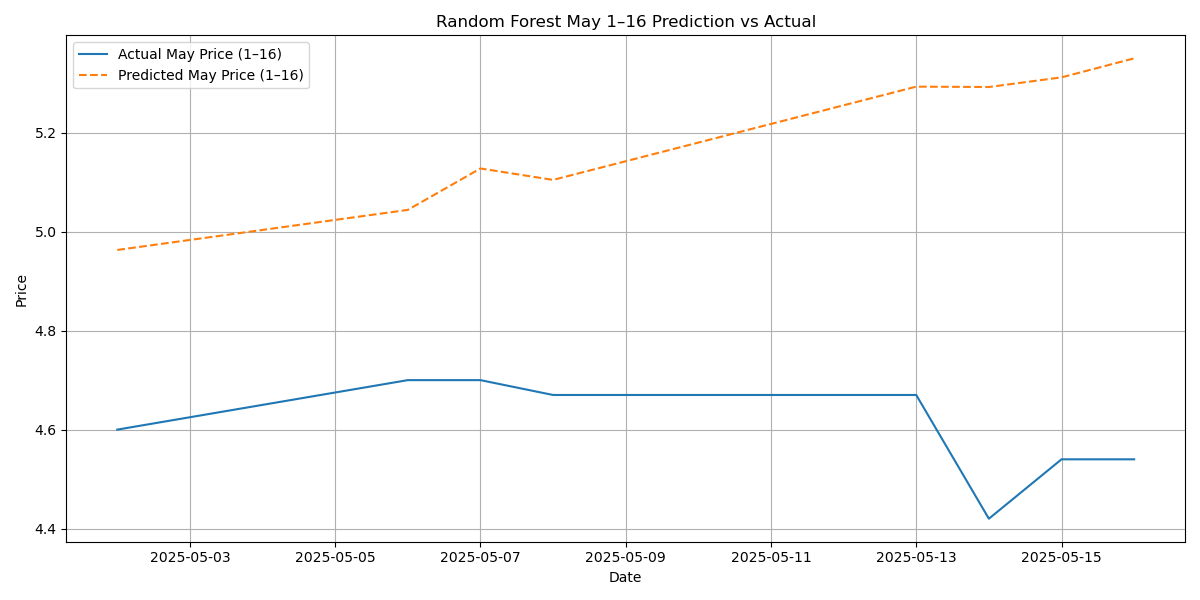 Random Forest May 1–16 Prediction vs Actual
Actual May Price (1–16)
Predicted May Price (1–16)
Price
5.2
5.0
4.8
4.6
4.4
2025-05-03
2025-05-05
2025-05-07
2025-05-09
2025-05-11
2025-05-13
2025-05-15
Date